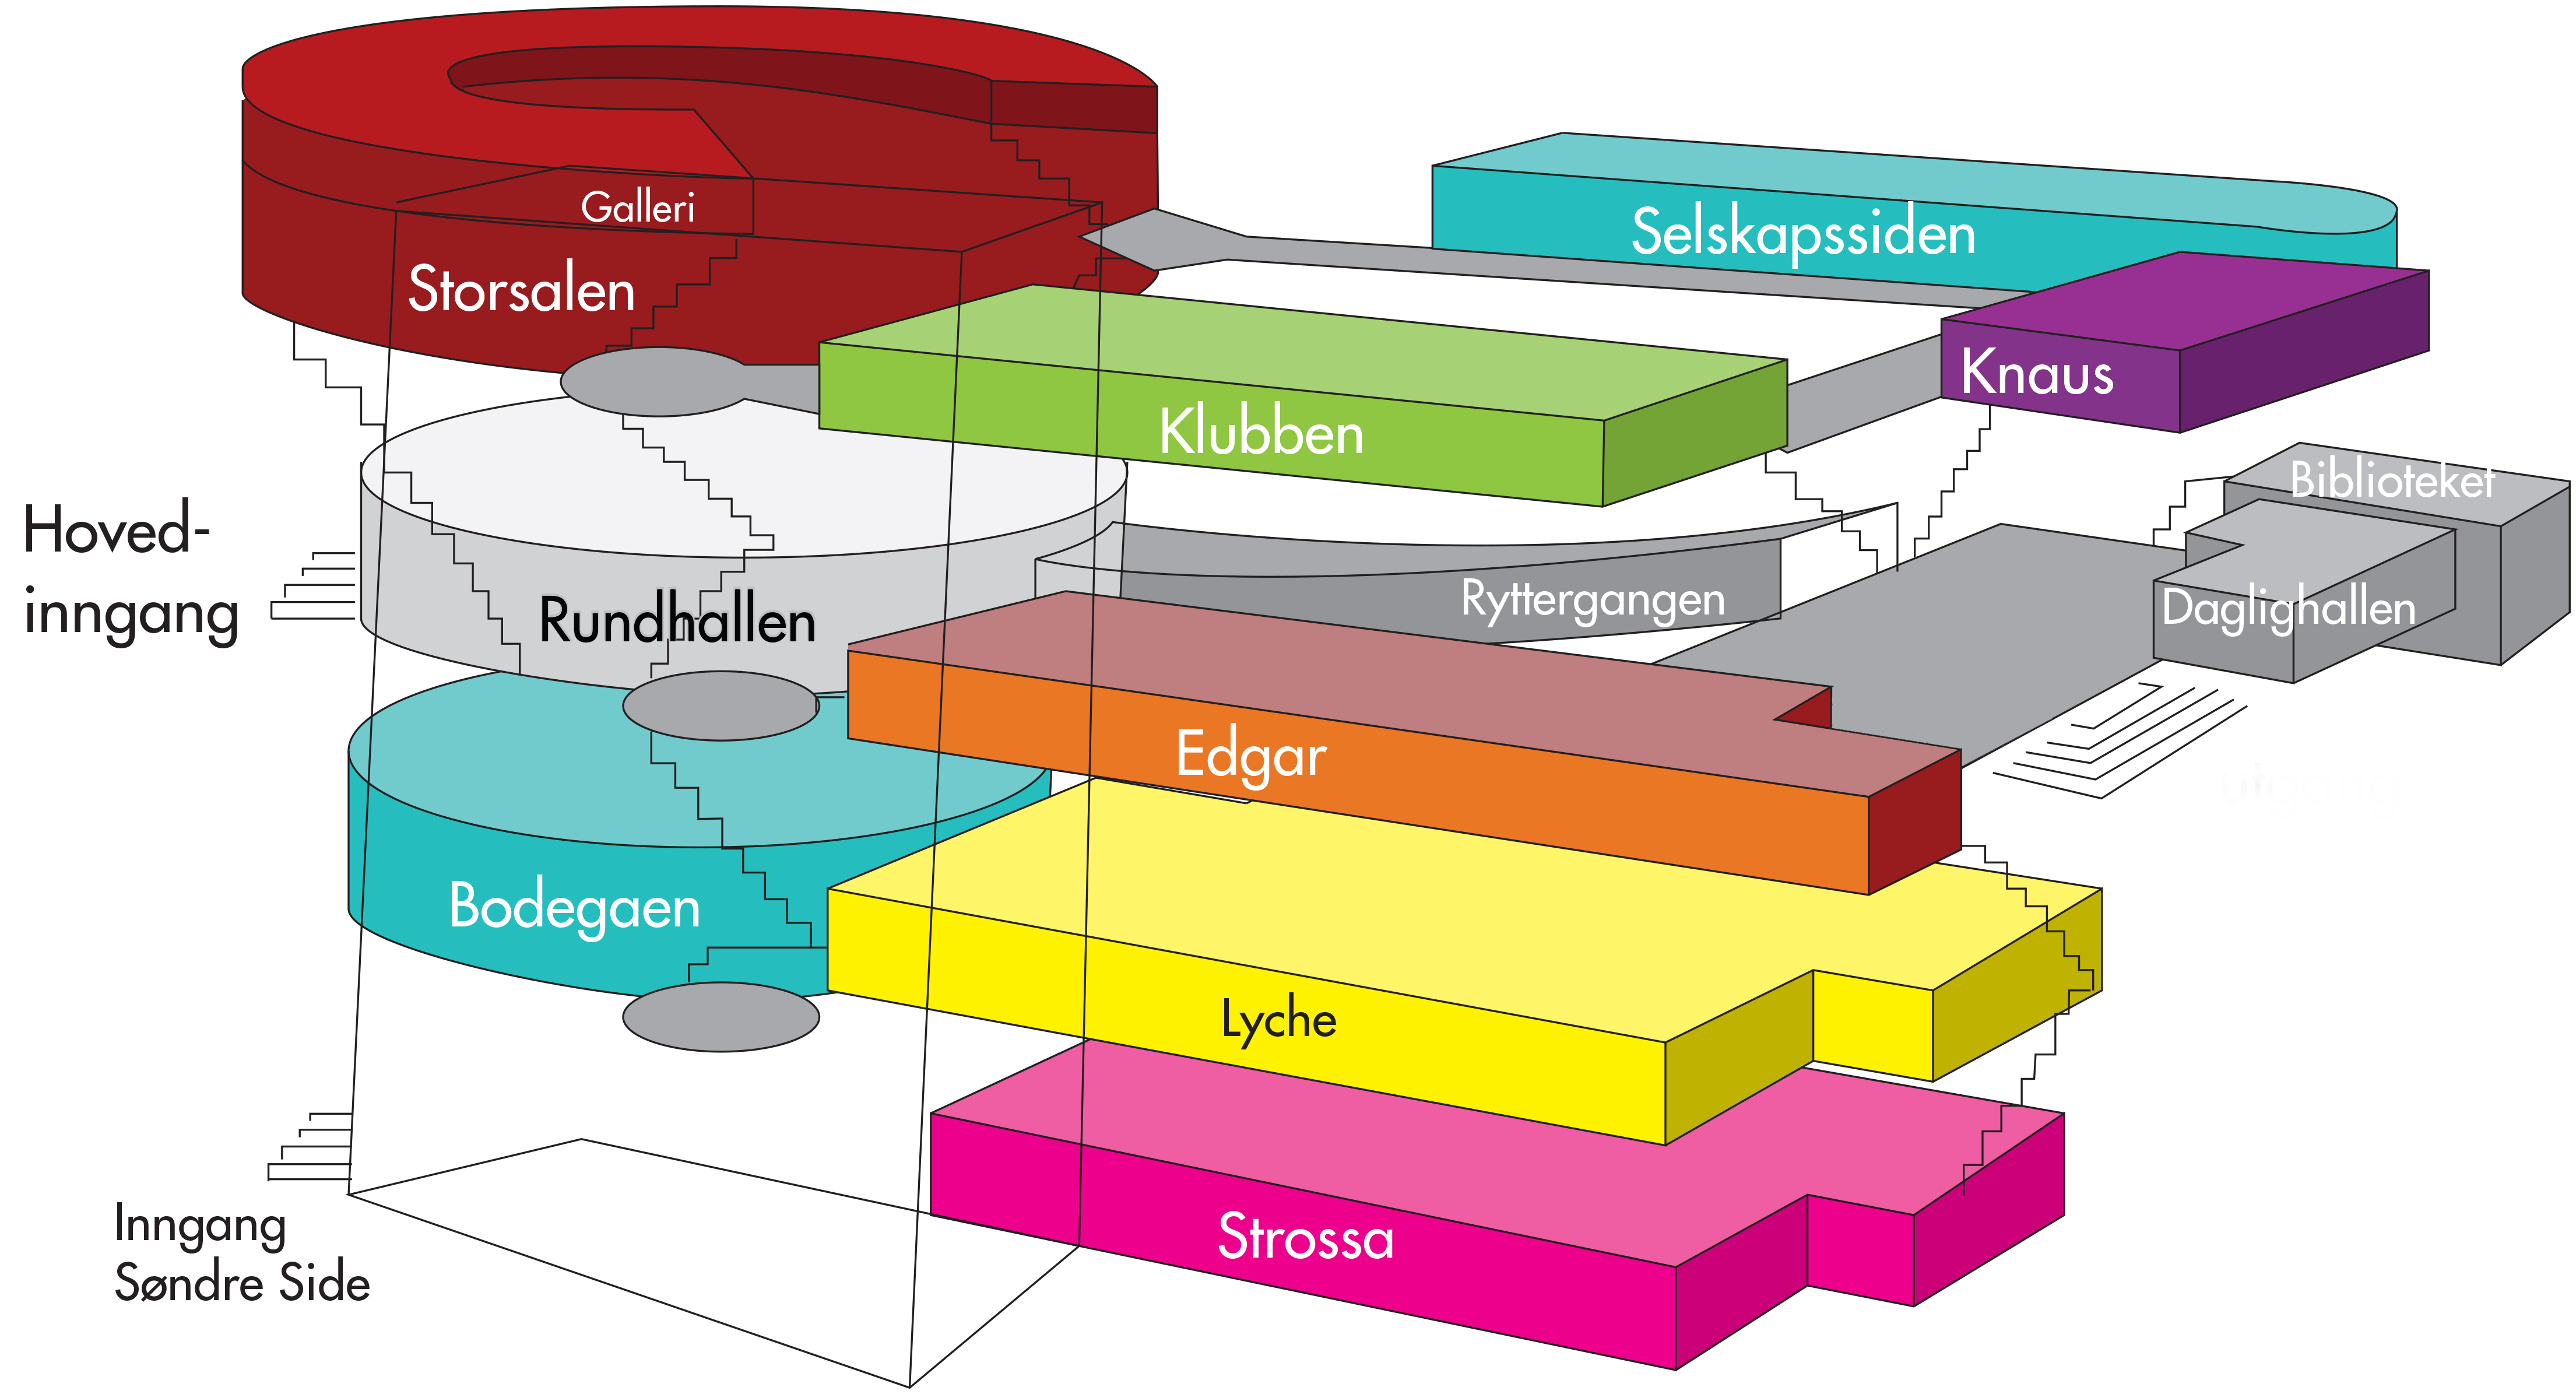 Galleri
Storsalen
Selskapssiden
Knaus
Klubben
Biblioteket
Hoved-
inngang
Rundhallen
Ryttergangen
Daglighallen
Edgar
Bodegaen
Lyche
Strossa
Inngang
Søndre Side